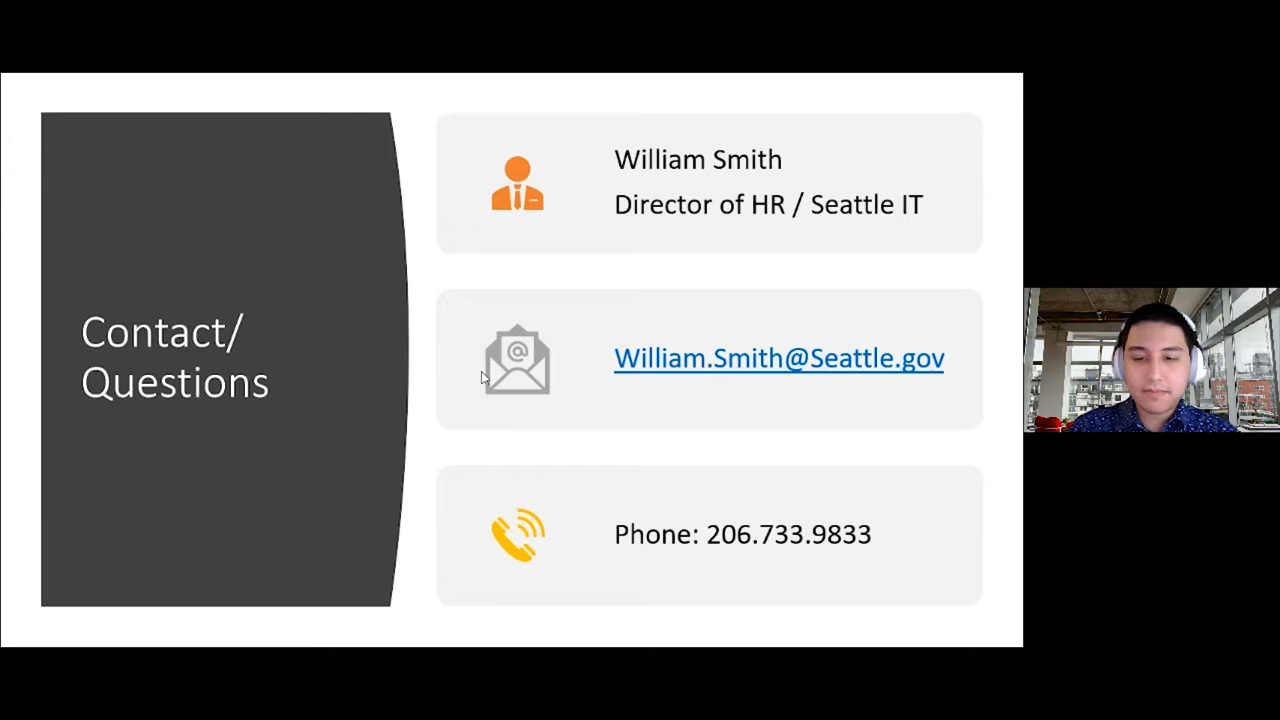 Contact/
Questions
William Smith
Director of HR / Seattle IT
@
William.Smith@Seattle.gov
Phone: 206.733.9833